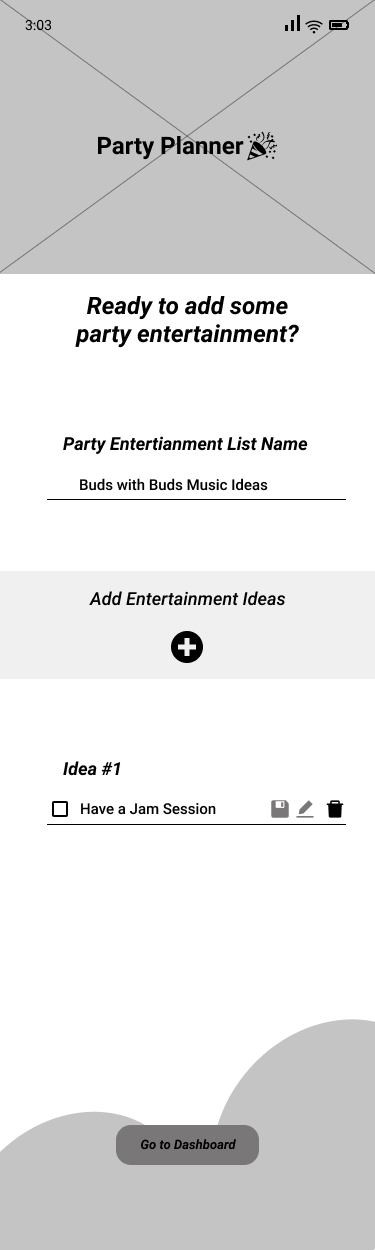 3:03
Party Planner
Ready to add some
party entertainment?
Party Entertianment List Name
Buds with Buds Music Ideas
Add Entertainment Ideas
Idea #1
Have a Jam Session
Go to Dashboard